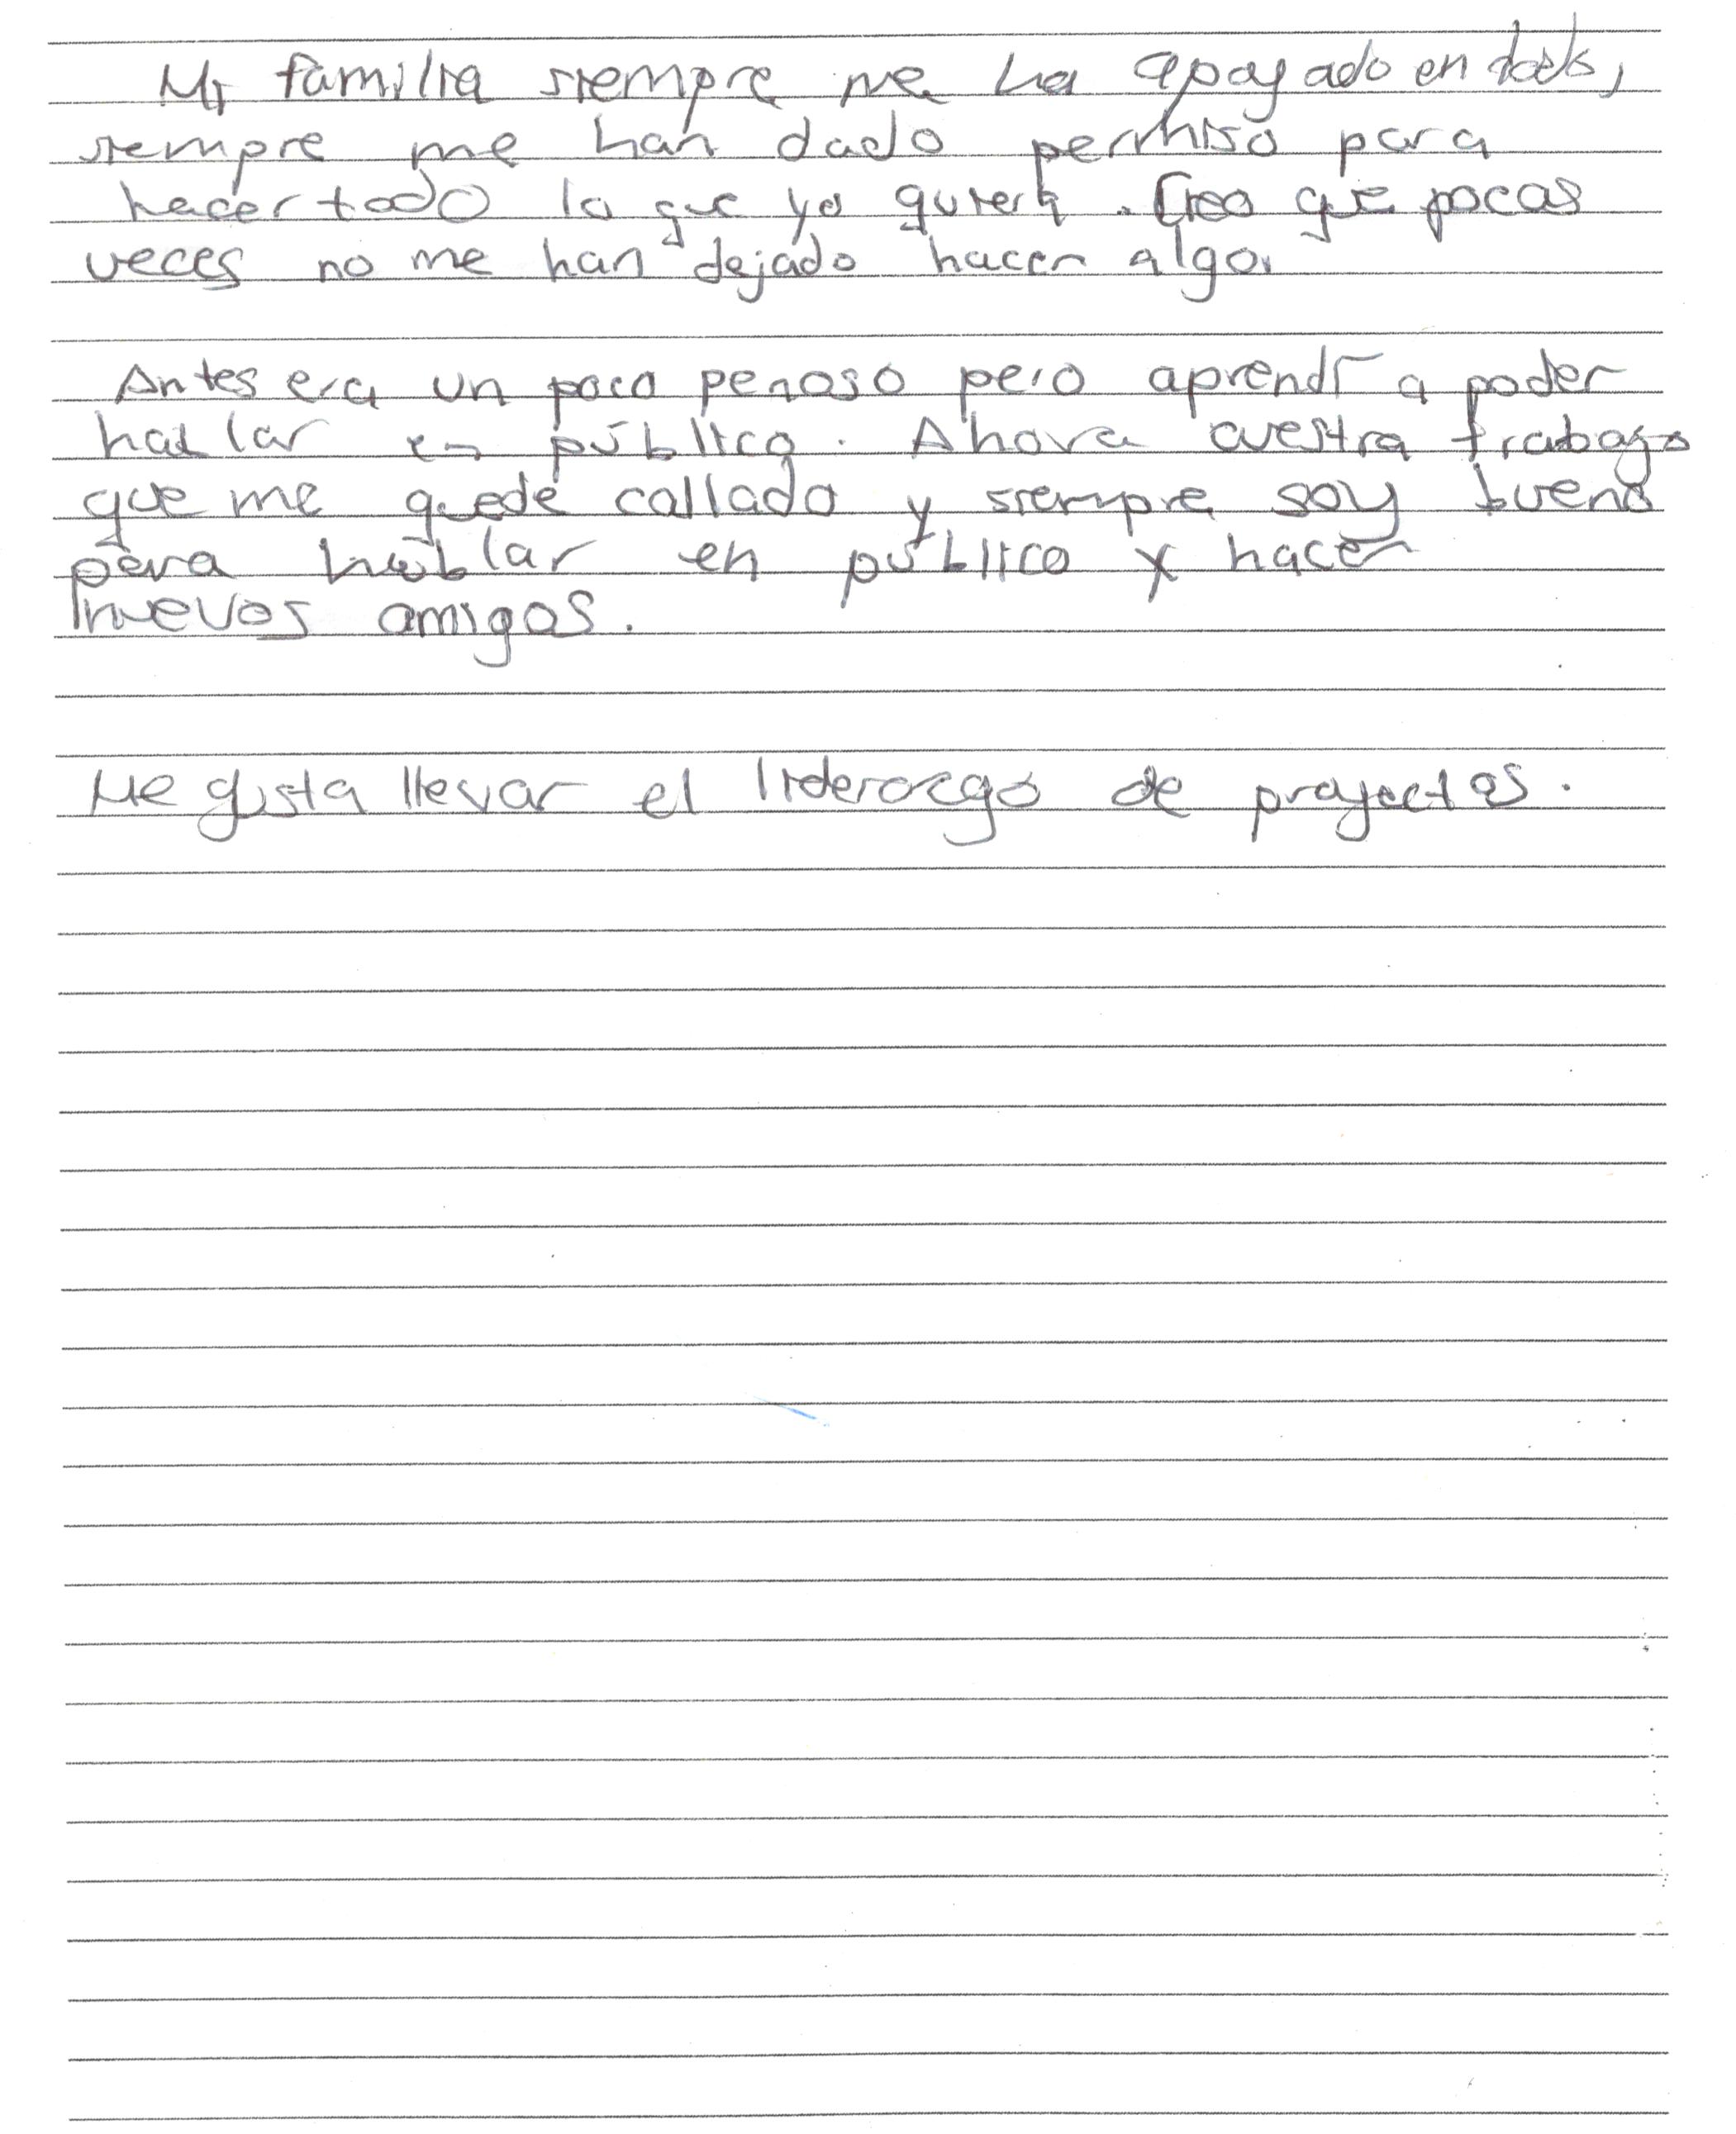 Mi familia siempre me ha apoyado en todo,
siempre me han dado permiso para
hacer todo lo que yo quiera. Creo que pocas
veces no me han dejado hacer algo.
Antes era un poco penoso pero aprendí a poder
hablar en público. Ahora cuestra trabajo
que me quede callado y siempre soy bueno
para hablar en público y hacer
nuevos amigos.
Me gusta llevar el liderazgo de proyectos.